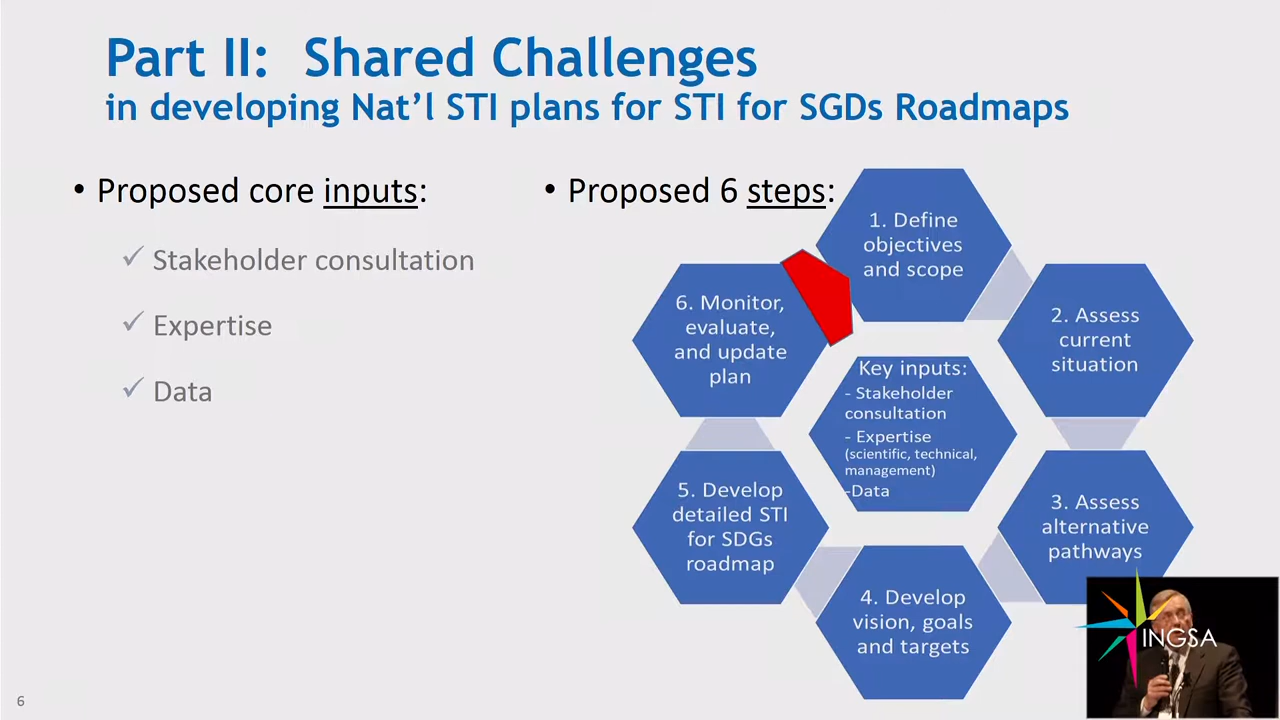 Part II:  Shared Challenges
in developing Nat'l STI plans for STI for SGDs Roadmaps
• Proposed core inputs:
✓ Stakeholder consultation
✓ Expertise
✓ Data
• Proposed 6 steps:
1. Define
objectives
and scope
2. Assess
current
situation
3. Assess
alternative
pathways
4. Develop
vision, goals
and targets
5. Develop
detailed STI
for SDGs
roadmap
6. Monitor,
evaluate,
and update
plan
Key inputs:
- Stakeholder
consultation
- Expertise
(scientific, technical,
management)
-Data
INGSA
6